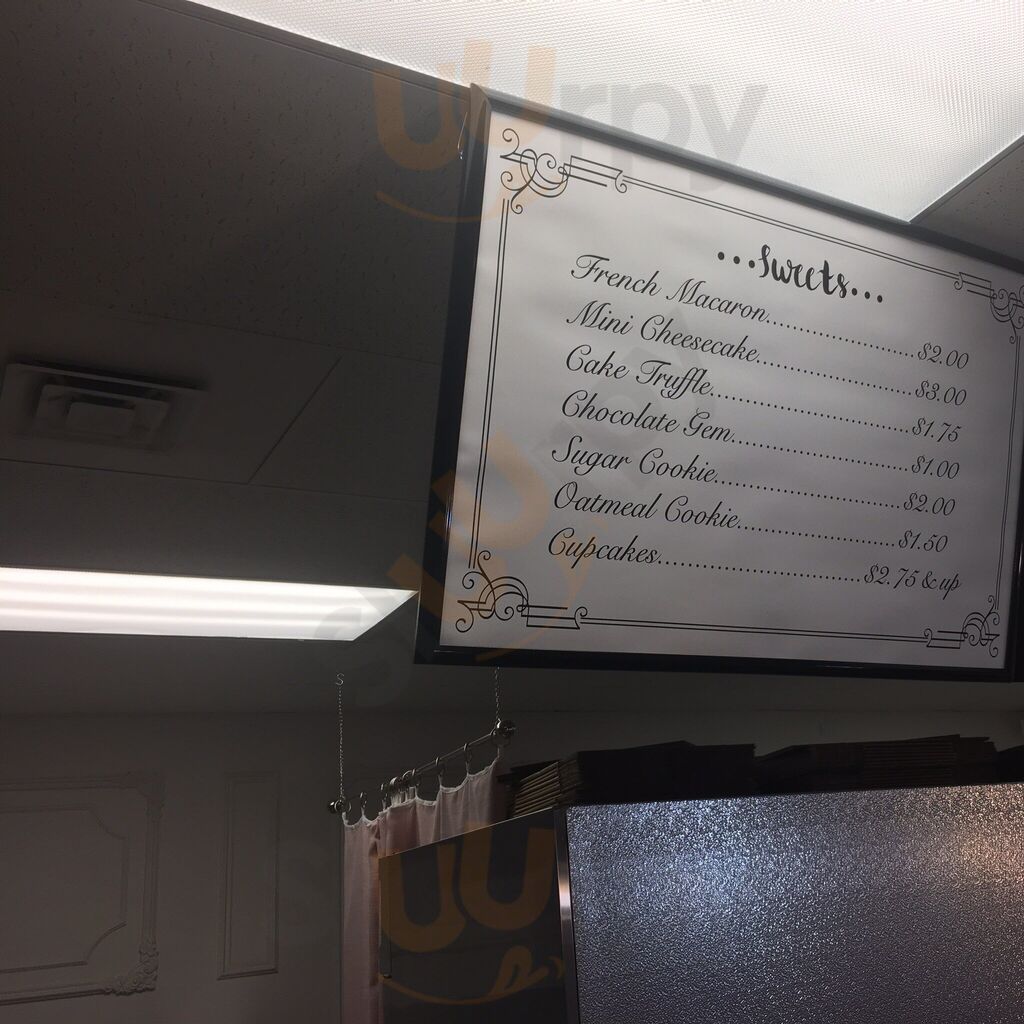 ...Sweets...
French Macaron....................$2.00
Mini Cheesecake.....................$3.00
Cake Truffle...........................$1.75
Chocolate Gem........................$1.00
Sugar Cookie.........................$2.00
Oatmeal Cookie.....................$1.50
Cupcakes...........................$2.75 & up